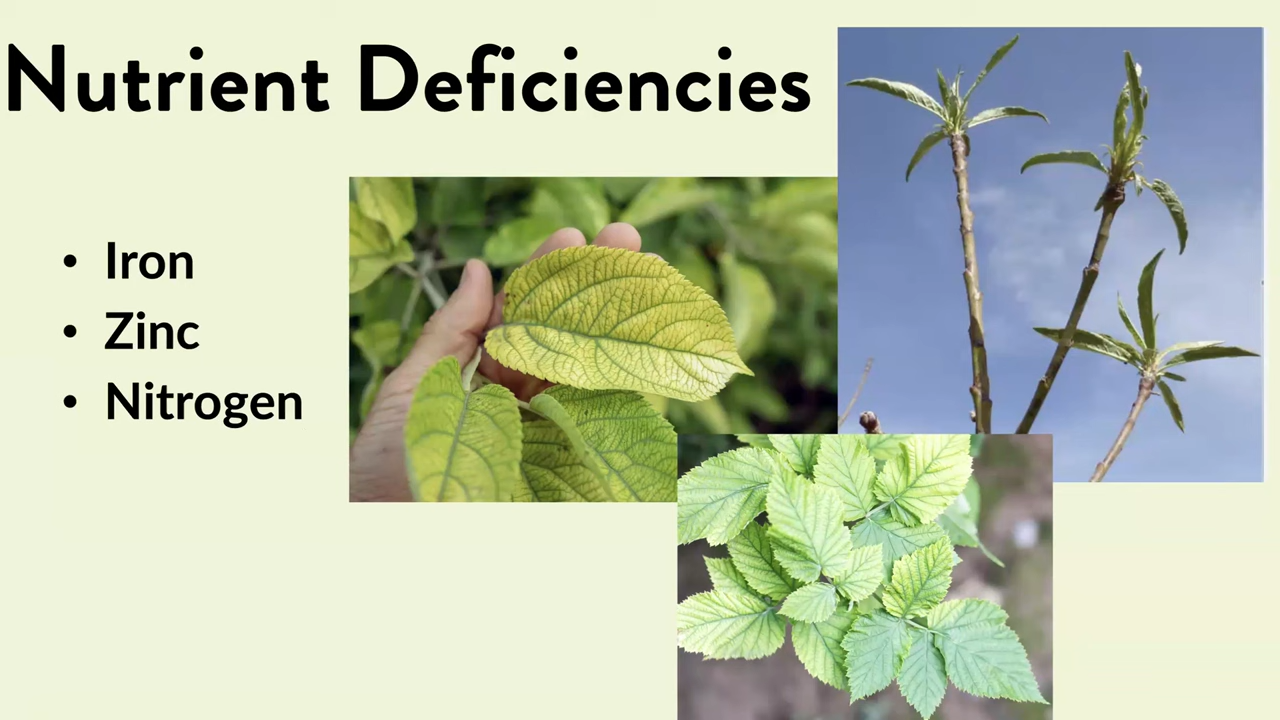 Nutrient Deficiencies
• Iron
• Zinc
• Nitrogen